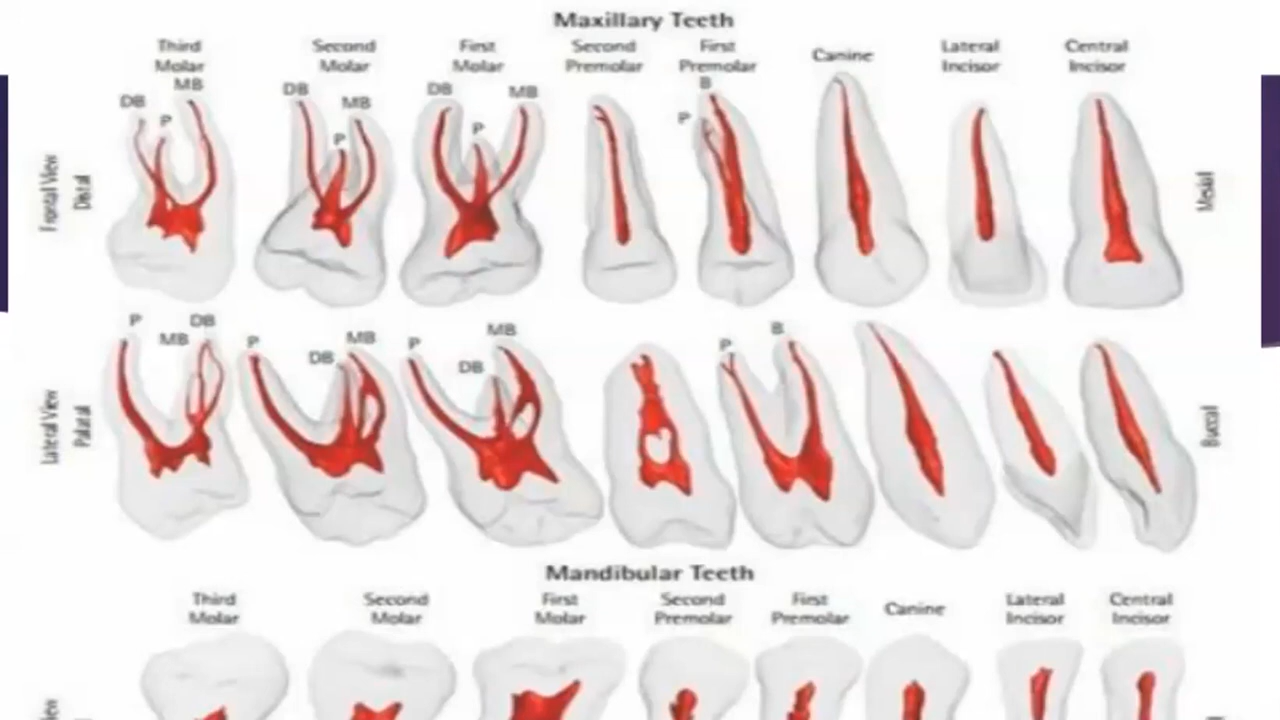 Maxillary Teeth
Third Molar
Second Molar
First Molar
Second Premolar
First Premolar
Canine
Lateral Incisor
Central Incisor
DB MB P
DB MB P
DB MB P
B P
Frontal View
Distal
Mesial
P MB DB
P DB MB
P DB MB
P B
Lateral View
Palatal
Buccal
Mandibular Teeth
Third Molar
Second Molar
First Molar
Second Premolar
First Premolar
Canine
Lateral Incisor
Central Incisor